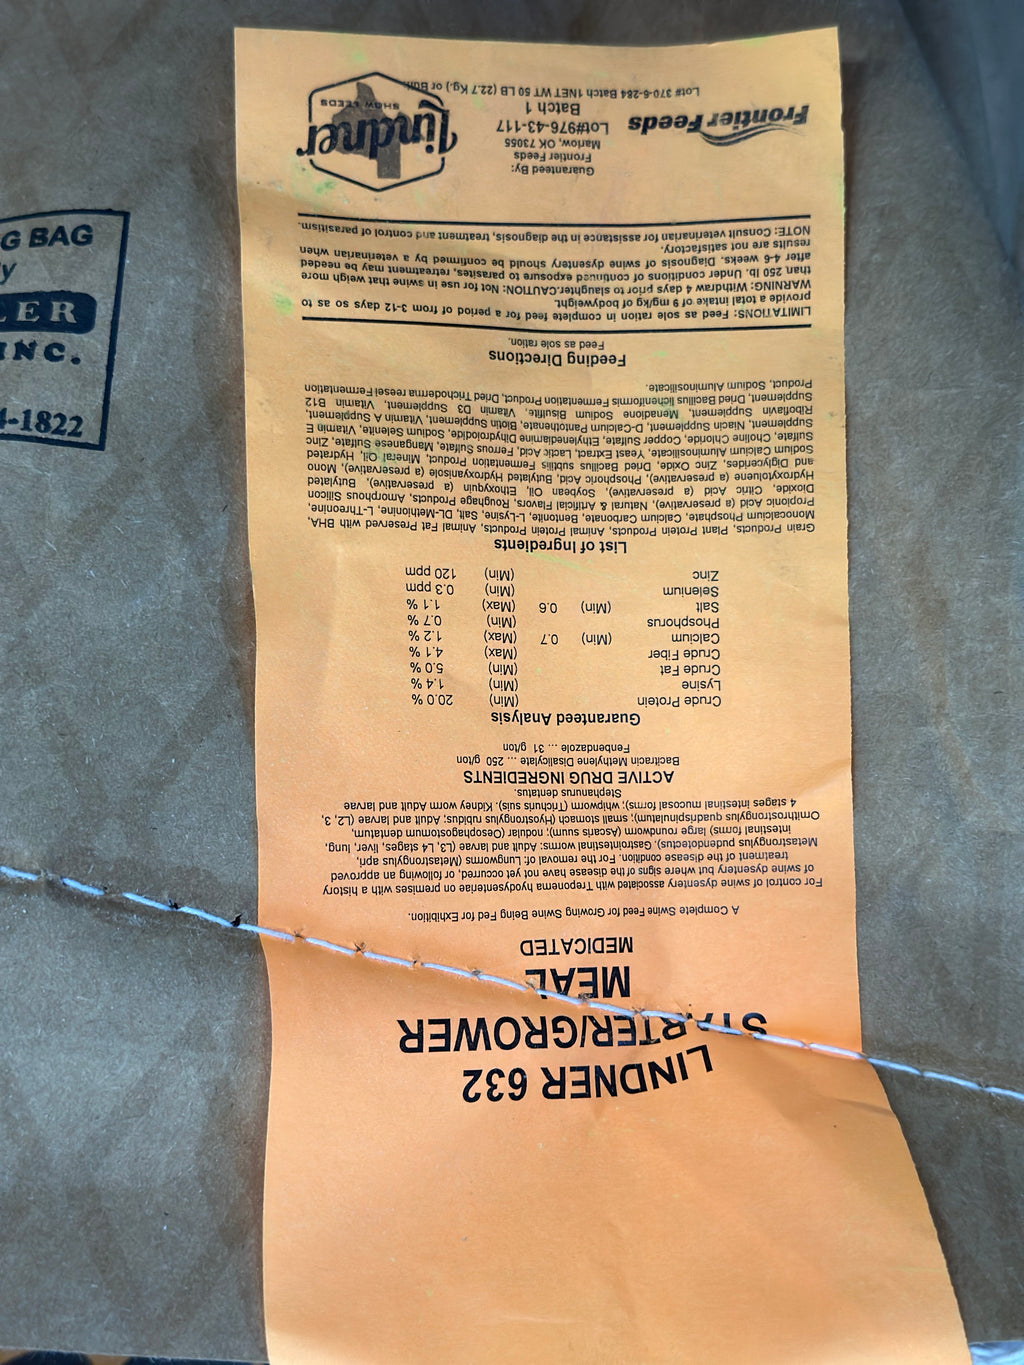 LINDNER 632
STARTER/GROWER
MEAL
MEDICATED
A Complete Swine Feed for Growing Swine Being Fed for Exhibition.
For control of swine dysentery associated with Treponema hyodysenteriae on premises with a history
of swine dysentery but where signs of the disease have not yet occurred, or following an approved
treatment of the disease condition. For the removal of: Lungworms (Metastrongylus apri,
Metastrongylus pudendotectus). Gastrointestinal worms: Adult and larvae (L3, L4 stages, liver, lung,
intestinal forms) large roundworm (Ascaris suum); nodular (Oesophagostomum dentatum,
Ornithrostrongylus quadrispinulatum); small stomach (Hyostrongylus rubidus; Adult and larvae (L2, 3,
4 stages intestinal mucosal forms); whipworm (Trichuris suis). Kidney worm Adult and larvae
Stephanurus dentatus.
ACTIVE DRUG INGREDIENTS
Bacitracin Methylene Disalicylate ... 250 g/ton
Fenbendazole ... 31 g/ton
Guaranteed Analysis
Crude Protein (Min) 20.0 %
Lysine (Min) 1.4 %
Crude Fat (Min) 5.0 %
Crude Fiber (Max) 4.1 %
Calcium (Min) 0.7 (Max) 1.2 %
Phosphorus (Min) 0.7 %
Salt (Min) 0.6 (Max) 1.1 %
Selenium (Min) 0.3 ppm
Zinc (Min) 120 ppm
List of Ingredients
Grain Products, Plant Protein Products, Animal Protein Products, Animal Fat Preserved with BHA,
Monocalcium Phosphate, Calcium Carbonate, Bentonite, L-Lysine, Salt, DL-Methionine, L-Threonine,
Propionic Acid (a preservative), Natural & Artificial Flavors, Roughage Products, Amorphous Silicon
Dioxide, Citric Acid (a preservative), Soybean Oil, Ethoxyquin (a preservative), Butylated
Hydroxytoluene (a preservative), Phosphoric Acid, Butylated Hydroxyanisole (a preservative), Mono
and Diglycerides, Zinc Oxide, Dried Bacillus subtilis Fermentation Product, Mineral Oil, Hydrated
Sodium Calcium Aluminosilicate, Yeast Extract, Lactic Acid, Ferrous Sulfate, Manganese Sulfate, Zinc
Sulfate, Choline Chloride, Copper Sulfate, Ethylenediamine Dihydroiodide, Sodium Selenite, Vitamin E
Supplement, Niacin Supplement, D-Calcium Pantothenate, Biotin Supplement, Vitamin A Supplement,
Riboflavin Supplement, Menadione Sodium Bisulfite, Vitamin D3 Supplement, Vitamin B12
Supplement, Dried Bacillus licheniformis Fermentation Product, Dried Trichoderma reesei Fermentation
Product, Sodium Aluminosilicate.
Feeding Directions
Feed as sole ration.
LIMITATIONS: Feed as sole ration in complete feed for a period of from 3-12 days so as to
provide a total intake of 9 mg/kg of bodyweight.
WARNING: Withdraw 4 days prior to slaughter.CAUTION: Not for use in swine that weigh more
than 250 lb. Under conditions of continued exposure to parasites, retreatment may be needed
after 4-6 weeks. Diagnosis of swine dysentery should be confirmed by a veterinarian when
results are not satisfactory.
NOTE: Consult veterinarian for assistance in the diagnosis, treatment and control of parasitism.
Guaranteed By:
Frontier Feeds
Marlow, OK 73055
Lot#976-43-117
Batch 1
Lot# 370-6-284 Batch 1NET WT 50 LB (22.7 Kg.) or Bulk
Frontier Feeds
Lindner
SHOW FEEDS
G BAG
y
LER
INC.
4-1822